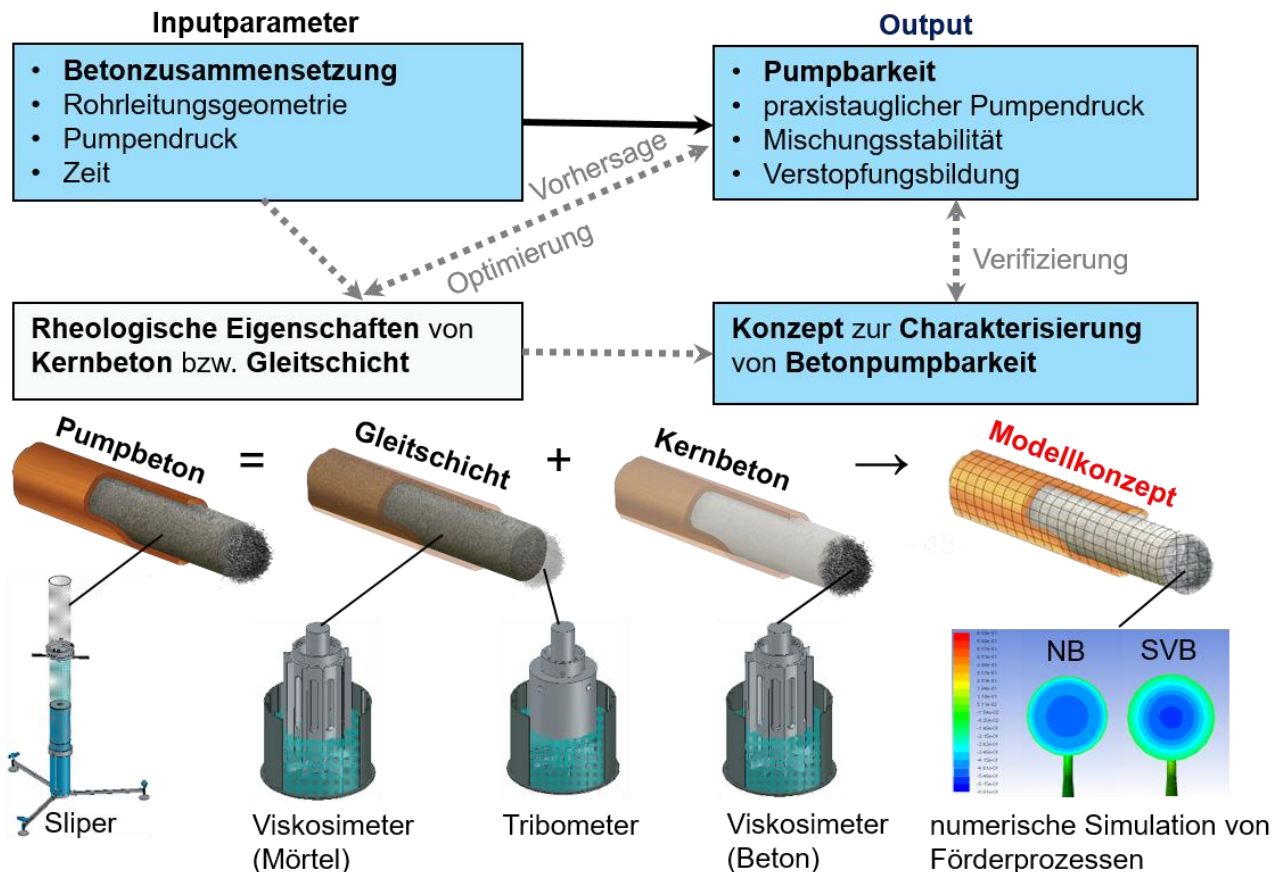 Inputparameter
• Betonzusammensetzung
• Rohrleitungsgeometrie
• Pumpendruck
• Zeit
Output
• Pumpbarkeit
• praxistauglicher Pumpendruck
• Mischungsstabilität
• Verstopfungsbildung
Vorhersage
Optimierung
Verifizierung
Rheologische Eigenschaften von
Kernbeton bzw. Gleitschicht
Konzept zur Charakterisierung
von Betonpumpbarkeit
Pumpbeton
=
Gleitschicht
+
Kernbeton
→
Modellkonzept
NB
SVB
Sliper
Viskosimeter
(Mörtel)
Tribometer
Viskosimeter
(Beton)
numerische Simulation von
Förderprozessen